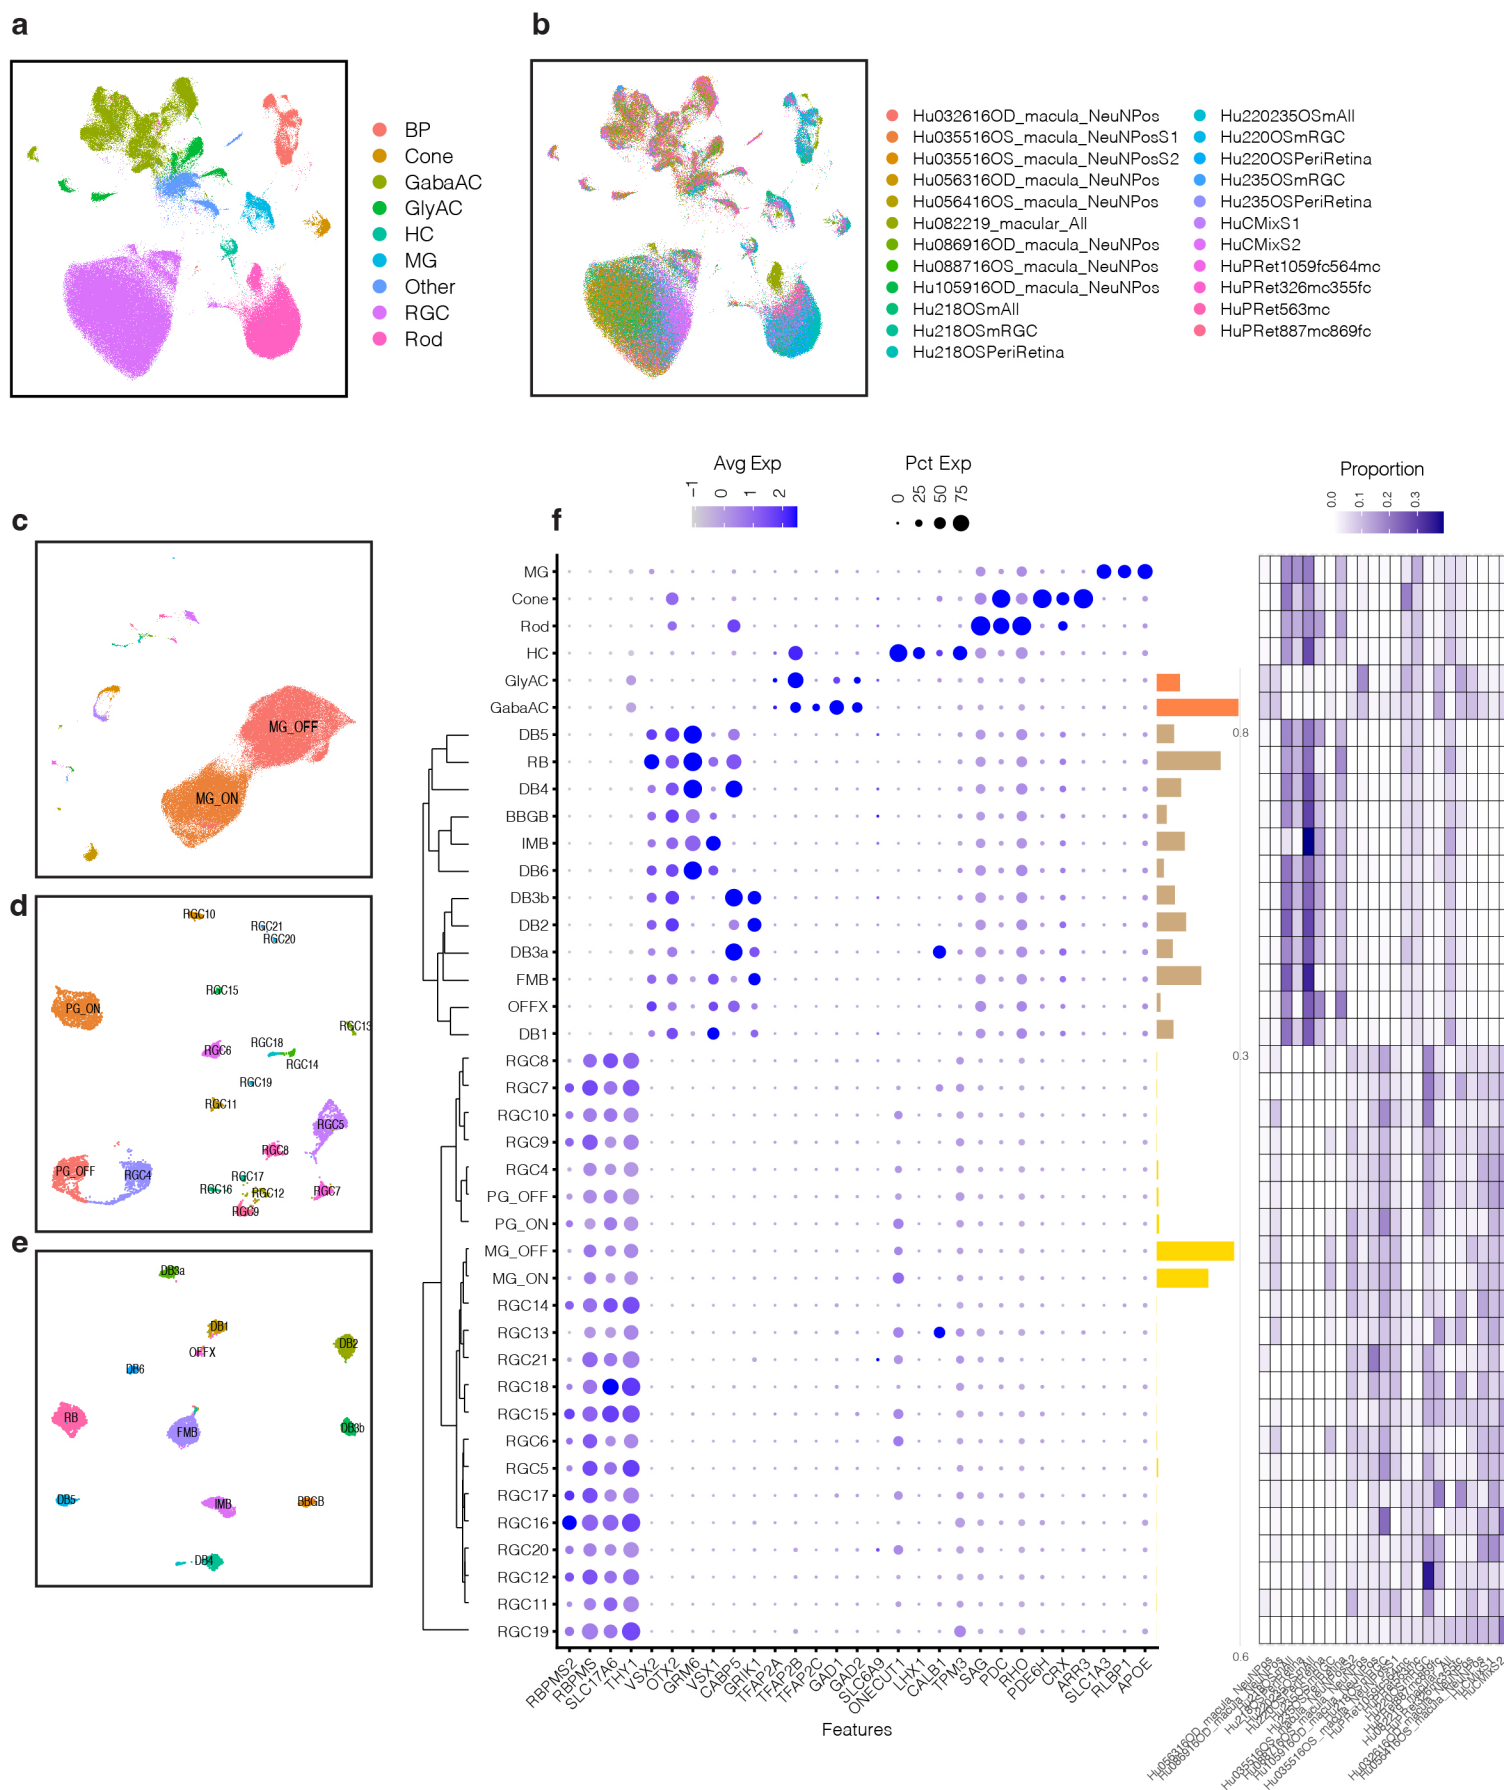 a
BP
Cone
GabaAC
GlyAC
HC
MG
Other
RGC
Rod
b
Hu032616OD_macula_NeuNPos
Hu035516OS_macula_NeuNPosS1
Hu035516OS_macula_NeuNPosS2
Hu056316OD_macula_NeuNPos
Hu056416OS_macula_NeuNPos
Hu082219_macular_All
Hu086916OD_macula_NeuNPos
Hu088716OS_macula_NeuNPos
Hu105916OD_macula_NeuNPos
Hu218OSmAll
Hu218OSmRGC
Hu218OSPeriRetina
Hu220235OSmAll
Hu220OSmRGC
Hu220OSPeriRetina
Hu235OSmRGC
Hu235OSPeriRetina
HuCMixS1
HuCMixS2
HuPRet1059fc564mc
HuPRet326mc355fc
HuPRet563mc
HuPRet887mc869fc
c
MG_OFF
MG_ON
d
RGC10
RGC21
RGC20
RGC15
PG_ON
RGC13
RGC6
RGC18
RGC14
RGC19
RGC11
RGC5
RGC8
PG_OFF
RGC4
RGC17
RGC16
RGC12
RGC7
RGC9
e
DB3a
DB1
DB2
OFFX
DB6
RB
FMB
DB3b
DB5
IMB
BBGB
DB4
f
Avg Exp
−1 0 1 2
Pct Exp
0 25 50 75
Proportion
0.0 0.1 0.2 0.3
MG
Cone
Rod
HC
GlyAC
GabaAC
DB5
RB
DB4
BBGB
IMB
DB6
DB3b
DB2
DB3a
FMB
OFFX
DB1
RGC8
RGC7
RGC10
RGC9
RGC4
PG_OFF
PG_ON
MG_OFF
MG_ON
RGC14
RGC13
RGC21
RGC18
RGC15
RGC6
RGC5
RGC17
RGC16
RGC20
RGC12
RGC11
RGC19
0.8
0.3
0.6
RBPMS2
RBPMS
SLC17A6
THY1
VSX2
OTX2
GRM6
VSX1
CABP5
GRIK1
TFAP2A
TFAP2B
TFAP2C
GAD1
GAD2
SLC6A9
ONECUT1
LHX1
CALB1
TPM3
SAG
PDC
RHO
PDE6H
CRX
ARR3
SLC1A3
RLBP1
APOE
Features
Hu056316OD_macula_NeuNPos
Hu086916OD_macula_NeuNPos
HuCMixS1
HuCMixS2